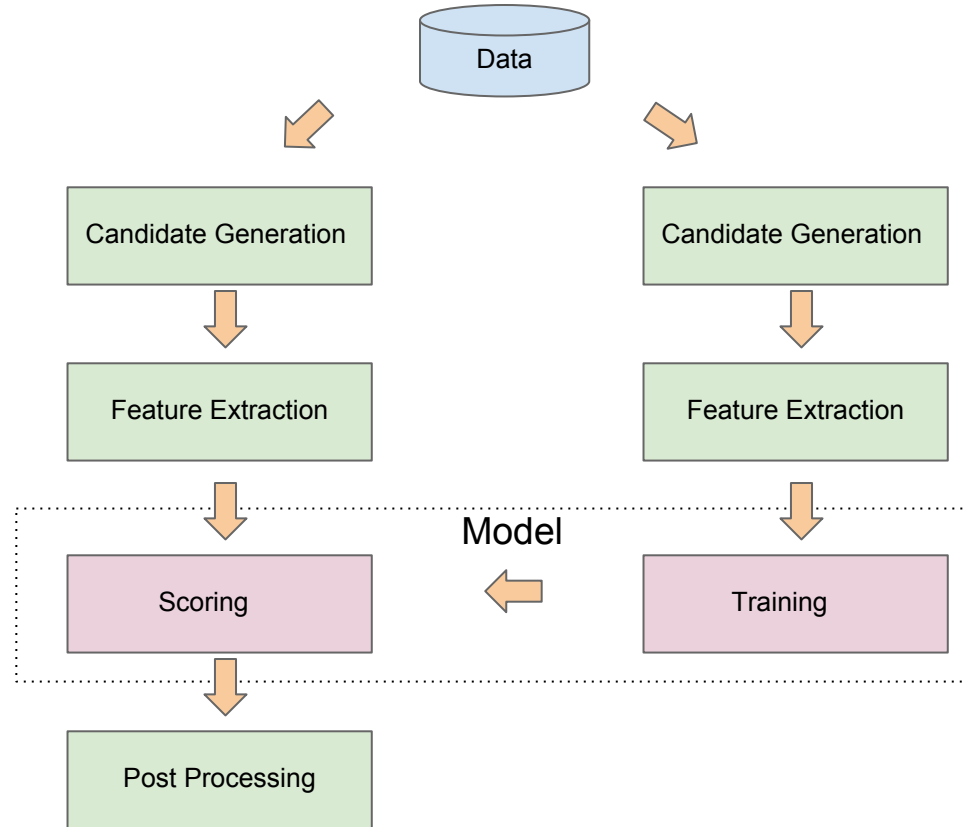 Data
Candidate Generation
Candidate Generation
Feature Extraction
Feature Extraction
Model
Scoring
Training
Post Processing